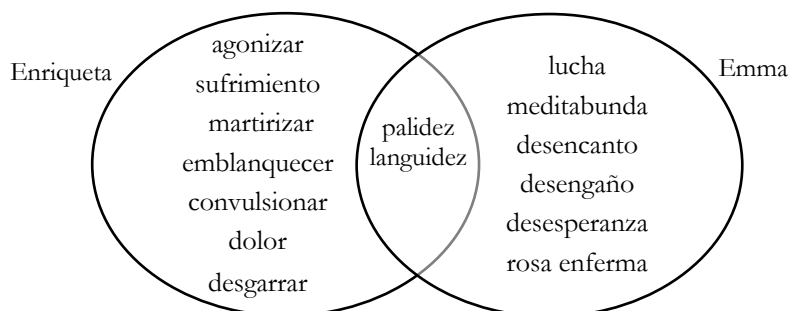 Enriqueta
agonizar
sufrimiento
martirizar
emblanquecer
convulsionar
dolor
desgarrar
palidez
languidez
lucha
meditabunda
desencanto
desengaño
desesperanza
rosa enferma
Emma